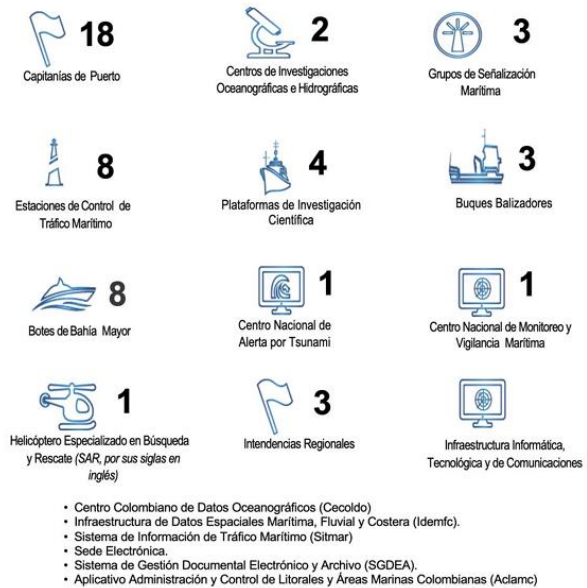 18
Capitanías de Puerto
2
Centros de Investigaciones
Oceanográficas e Hidrográficas
3
Grupos de Señalización
Marítima
8
Estaciones de Control de
Tráfico Marítimo
4
Plataformas de Investigación
Científica
3
Buques Balizadores
8
Botes de Bahía Mayor
1
Centro Nacional de
Alerta por Tsunami
1
Centro Nacional de Monitoreo y
Vigilancia Marítima
1
Helicóptero Especializado en Búsqueda
y Rescate (SAR, por sus siglas en
inglés)
3
Intendencias Regionales
Infraestructura Informática,
Tecnológica y de Comunicaciones
• Centro Colombiano de Datos Oceanográficos (Cecoldo)
• Infraestructura de Datos Espaciales Marítima, Fluvial y Costera (Idemfc).
• Sistema de Información de Tráfico Marítimo (Sitmar)
• Sede Electrónica.
• Sistema de Gestión Documental Electrónico y Archivo (SGDEA).
• Aplicativo Administración y Control de Litorales y Áreas Marinas Colombianas (Aclamc)